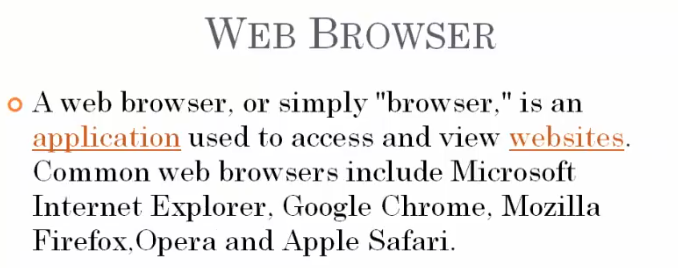 WEB BROWSER
A web browser, or simply "browser," is an
application used to access and view websites.
Common web browsers include Microsoft
Internet Explorer, Google Chrome, Mozilla
Firefox,Opera and Apple Safari.